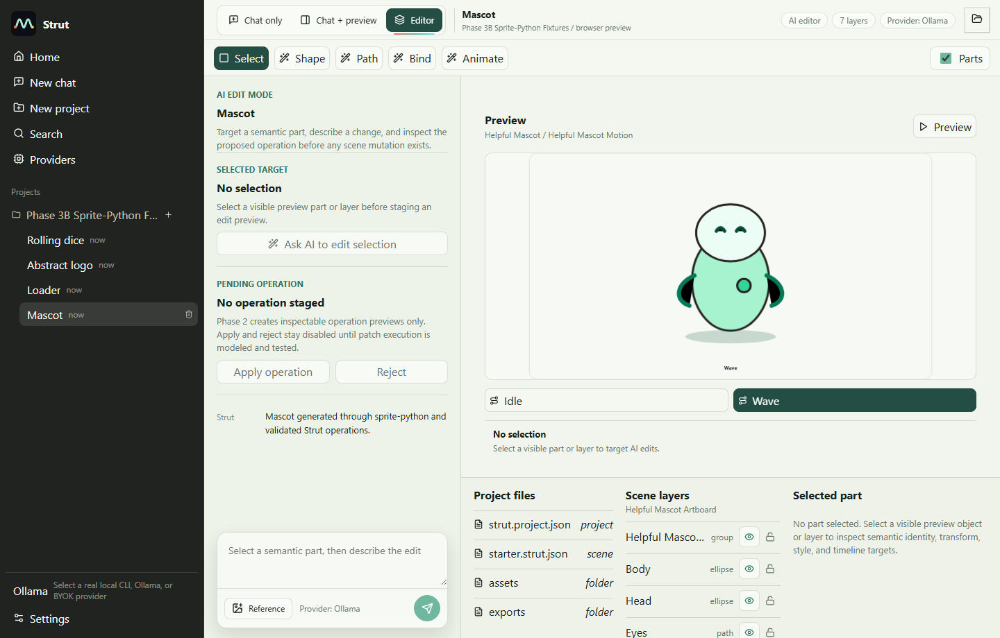 Strut
Home
New chat
New project
Search
Providers
Projects
Phase 3B Sprite-Python F... +
Rolling dice now
Abstract logo now
Loader now
Mascot now
Ollama Select a real local CLI, Ollama, or
BYOK provider
Settings
Chat only
Chat + preview
Editor
Mascot
Phase 3B Sprite-Python Fixtures / browser preview
AI editor
7 layers
Provider: Ollama
Select
Shape
Path
Bind
Animate
Parts
AI EDIT MODE
Mascot
Target a semantic part, describe a change, and inspect the
proposed operation before any scene mutation exists.
SELECTED TARGET
No selection
Select a visible preview part or layer before staging an
edit preview.
Ask AI to edit selection
PENDING OPERATION
No operation staged
Phase 2 creates inspectable operation previews only.
Apply and reject stay disabled until patch execution is
modeled and tested.
Apply operation
Reject
Strut Mascot generated through sprite-python and
validated Strut operations.
Select a semantic part, then describe the edit
Reference
Provider: Ollama
Preview
Helpful Mascot / Helpful Mascot Motion
Preview
Wave
Idle
Wave
No selection
Select a visible part or layer to target AI edits.
Project files
strut.project.json project
starter.strut.json scene
assets folder
exports folder
Scene layers
Helpful Mascot Artboard
Helpful Masco... group
Body ellipse
Head ellipse
Eyes path
Selected part
No part selected. Select a visible preview object
or layer to inspect semantic identity, transform,
style, and timeline targets.